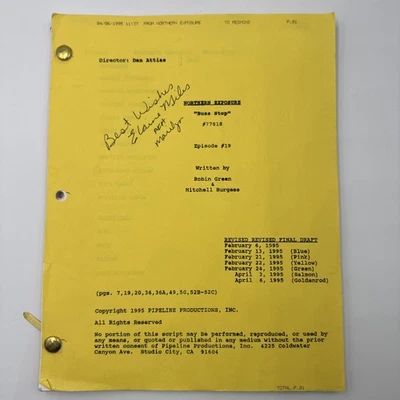 04/06/1995 11:27 FROM NORTHERN EXPOSURE TO REDMOND P.01
Director: Dan Attias
Best Wishes
Elaine Miles
AKA
Marilyn
NORTHERN EXPOSURE
"Buss Stop"
#77618
Episode #19
Written by
Robin Green
&
Mitchell Burgess
REVISED REVISED FINAL DRAFT
February 6, 1995
February 13, 1995 (Blue)
February 21, 1995 (Pink)
February 22, 1995 (Yellow)
February 24, 1995 (Green)
April 3, 1995 (Salmon)
April 6, 1995 (Goldenrod)
(pgs. 7,19,20,36,36A,49,50,52B-52C)
Copyright 1995 PIPELINE PRODUCTIONS, INC.
All Rights Reserved
No portion of this script may be performed, reproduced, or used by
any means, or quoted or published in any medium without the prior
written consent of Pipeline Productions, Inc. 4225 Coldwater
Canyon Ave. Studio City, CA 91604
TOTAL P.01